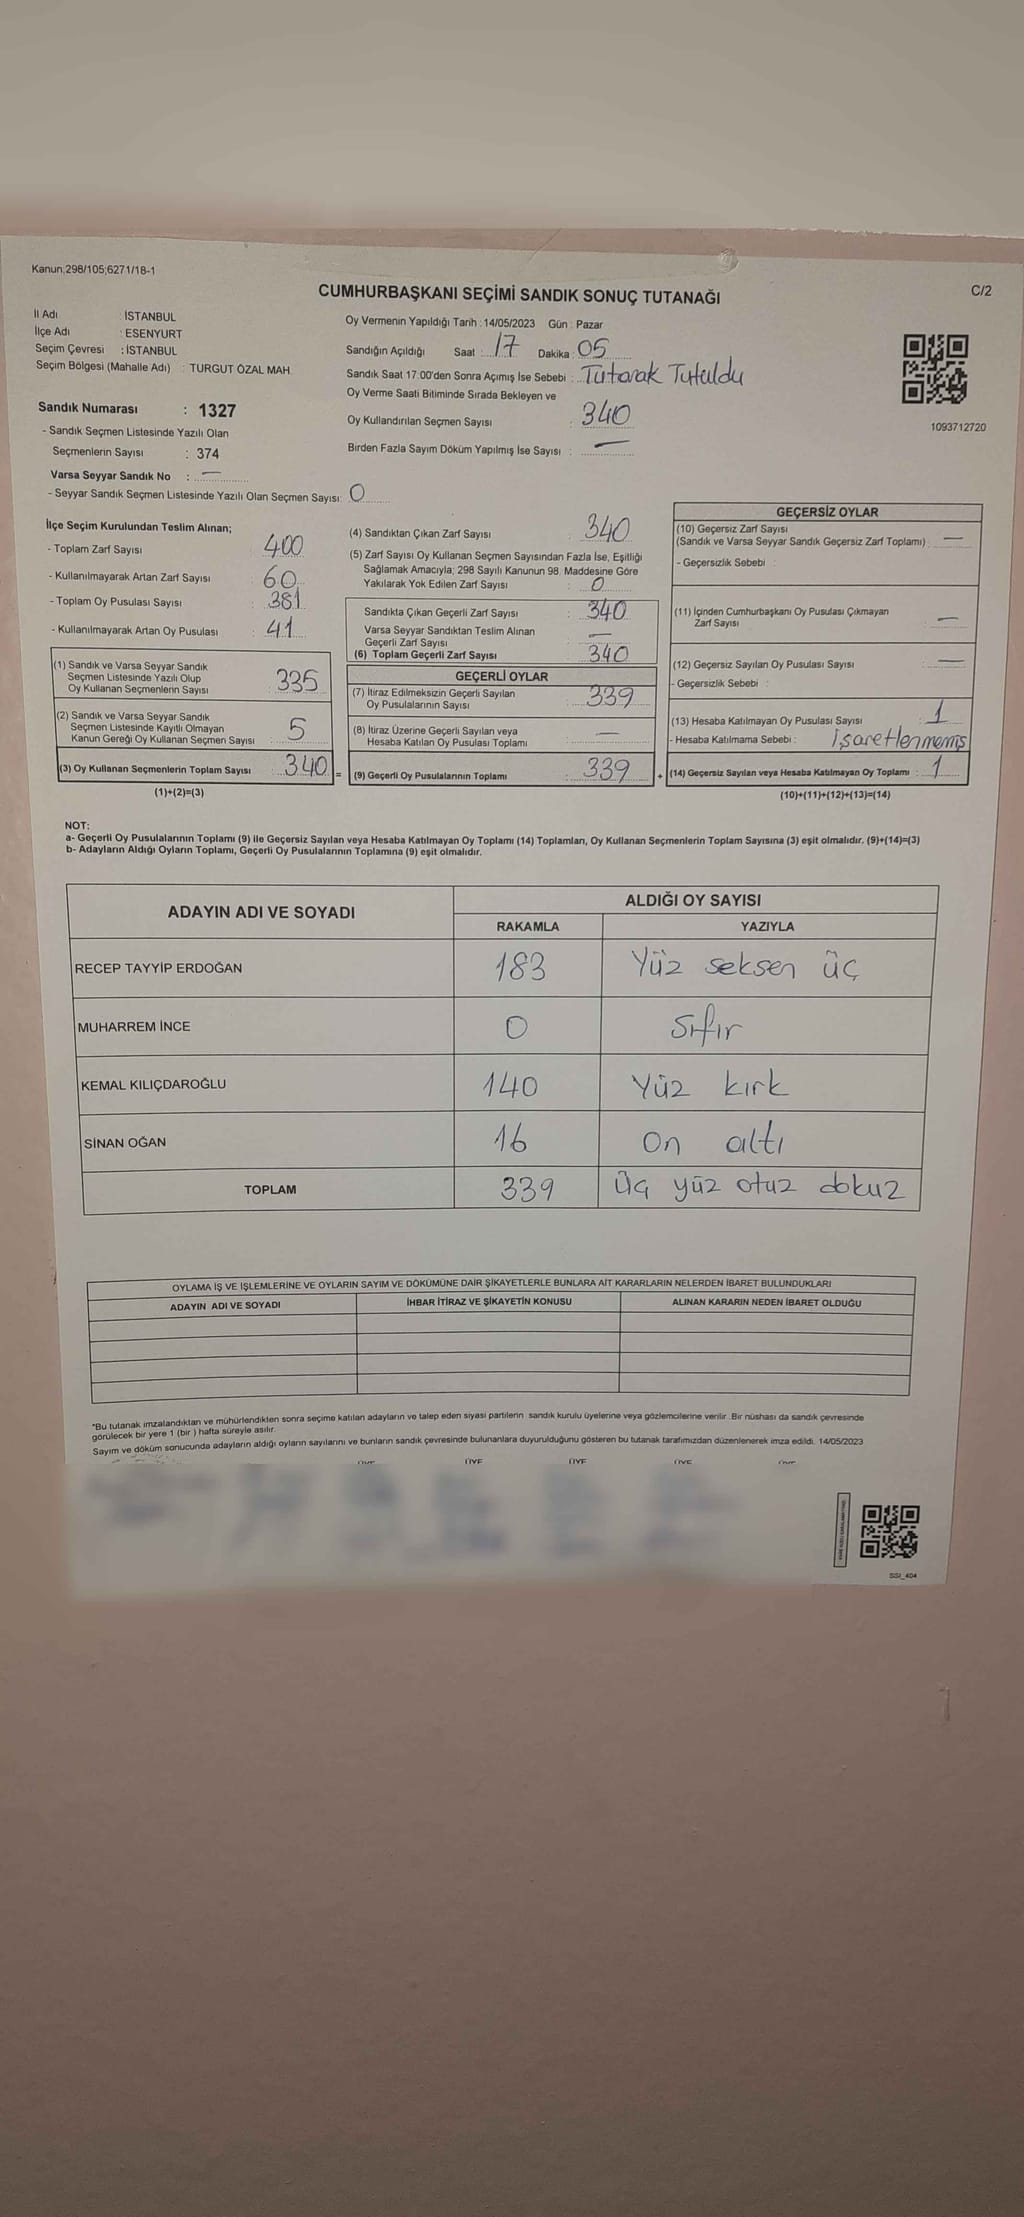 Kanun;298/105;6271/18-1
C/2
CUMHURBAŞKANI SEÇİMİ SANDIK SONUÇ TUTANAĞI
İl Adı : İSTANBUL
İlçe Adı : ESENYURT
Seçim Çevresi : İSTANBUL
Seçim Bölgesi (Mahalle Adı) : TURGUT ÖZAL MAH.
Sandık Numarası : 1327
- Sandık Seçmen Listesinde Yazılı Olan
Seçmenlerin Sayısı : 374
Varsa Seyyar Sandık No : —
- Seyyar Sandık Seçmen Listesinde Yazılı Olan Seçmen Sayısı: 0
Oy Vermenin Yapıldığı Tarih : 14/05/2023 Gün : Pazar
Sandığın Açıldığı Saat : 17 Dakika : 05
Sandık Saat 17:00'den Sonra Açımış İse Sebebi : Tutanak Tutuldu
Oy Verme Saati Bitiminde Sırada Bekleyen ve
Oy Kullandırılan Seçmen Sayısı : 340
Birden Fazla Sayım Döküm Yapılmış İse Sayısı : —
1093712720
İlçe Seçim Kurulundan Teslim Alınan;
- Toplam Zarf Sayısı : 400
- Kullanılmayarak Artan Zarf Sayısı : 60
- Toplam Oy Pusulası Sayısı : 381
- Kullanılmayarak Artan Oy Pusulası : 41
(1) Sandık ve Varsa Seyyar Sandık
Seçmen Listesinde Yazılı Olup
Oy Kullanan Seçmenlerin Sayısı : 335
(2) Sandık ve Varsa Seyyar Sandık
Seçmen Listesinde Kayıtlı Olmayan
Kanun Gereği Oy Kullanan Seçmen Sayısı : 5
(3) Oy Kullanan Seçmenlerin Toplam Sayısı : 340 =
(1)+(2)=(3)
(4) Sandıktan Çıkan Zarf Sayısı : 340
(5) Zarf Sayısı Oy Kullanan Seçmen Sayısından Fazla İse, Eşitliği
Sağlamak Amacıyla; 298 Sayılı Kanunun 98. Maddesine Göre
Yakılarak Yok Edilen Zarf Sayısı : 0
Sandıkta Çıkan Geçerli Zarf Sayısı : 340
Varsa Seyyar Sandıktan Teslim Alınan
Geçerli Zarf Sayısı : —
(6) Toplam Geçerli Zarf Sayısı : 340
GEÇERLİ OYLAR
(7) İtiraz Edilmeksizin Geçerli Sayılan
Oy Pusulalarının Sayısı : 339
(8) İtiraz Üzerine Geçerli Sayılan veya
Hesaba Katılan Oy Pusulası Toplamı : —
(9) Geçerli Oy Pusulalarının Toplamı : 339 +
GEÇERSİZ OYLAR
(10) Geçersiz Zarf Sayısı
(Sandık ve Varsa Seyyar Sandık Geçersiz Zarf Toplamı) : —
- Geçersizlik Sebebi :
(11) İçinden Cumhurbaşkanı Oy Pusulası Çıkmayan
Zarf Sayısı : —
(12) Geçersiz Sayılan Oy Pusulası Sayısı : —
- Geçersizlik Sebebi :
(13) Hesaba Katılmayan Oy Pusulası Sayısı : 1
- Hesaba Katılmama Sebebi : işaretlenmemiş
(14) Geçersiz Sayılan veya Hesaba Katılmayan Oy Toplamı : 1
(10)+(11)+(12)+(13)=(14)
NOT:
a- Geçerli Oy Pusulalarının Toplamı (9) ile Geçersiz Sayılan veya Hesaba Katılmayan Oy Toplamı (14) Toplamları, Oy Kullanan Seçmenlerin Toplam Sayısına (3) eşit olmalıdır. (9)+(14)=(3)
b- Adayların Aldığı Oyların Toplamı, Geçerli Oy Pusulalarının Toplamına (9) eşit olmalıdır.
ADAYIN ADI VE SOYADI
ALDIĞI OY SAYISI
RAKAMLA YAZIYLA
RECEP TAYYİP ERDOĞAN 183 Yüz seksen üç
MUHARREM İNCE 0 Sıfır
KEMAL KILIÇDAROĞLU 140 Yüz kırk
SİNAN OĞAN 16 On altı
TOPLAM 339 Üç yüz otuz dokuz
OYLAMA İŞ VE İŞLEMLERİNE VE OYLARIN SAYIM VE DÖKÜMÜNE DAİR ŞİKAYETLERLE BUNLARA AİT KARARLARIN NELERDEN İBARET BULUNDUKLARI
ADAYIN ADI VE SOYADI İHBAR İTİRAZ VE ŞİKAYETİN KONUSU ALINAN KARARIN NEDEN İBARET OLDUĞU
*Bu tutanak imzalandıktan ve mühürlendikten sonra seçime katılan adayların ve talep eden siyasi partilerin sandık kurulu üyelerine veya gözlemcilerine verilir. Bir nüshası da sandık çevresinde
görülecek bir yere 1 (bir ) hafta süreyle asılır.
Sayım ve döküm sonucunda adayların aldığı oyların sayılarını ve bunların sandık çevresinde bulunanlara duyurulduğunu gösteren bu tutanak tarafımızdan düzenlenerek imza edildi. 14/05/2023
ÜYE ÜYE ÜYE ÜYE ÜYE
SSI_404